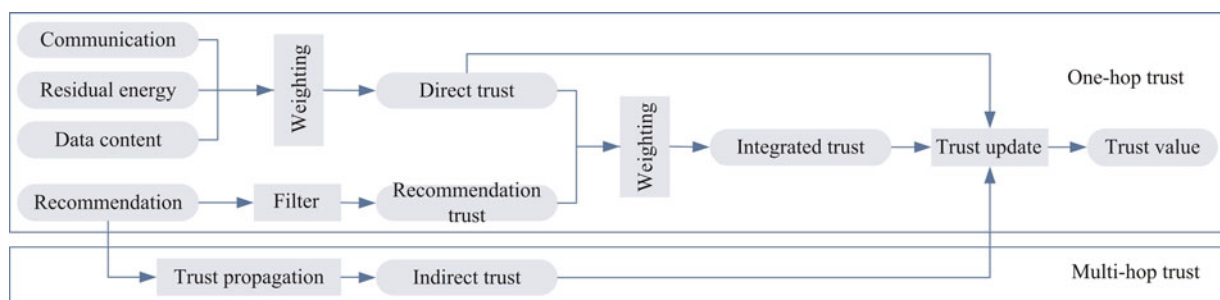 Communication
Residual energy
Data content
Weighting
Direct trust
One-hop trust
Weighting
Integrated trust
Trust update
Trust value
Recommendation
Filter
Recommendation
trust
Trust propagation
Indirect trust
Multi-hop trust